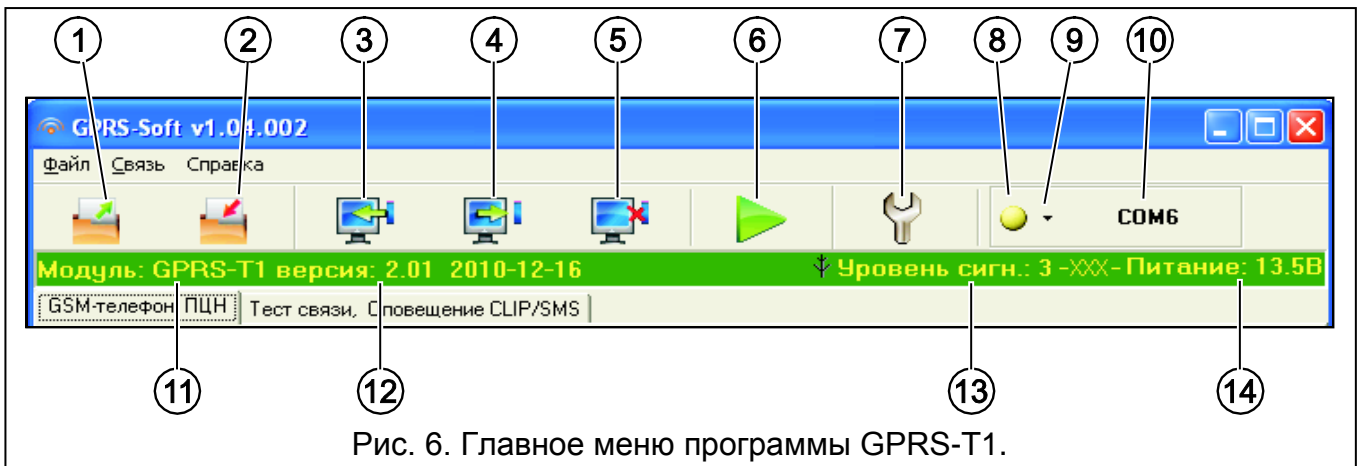 1 2 3 4 5 6 7 8 9 10
GPRS-Soft v1.04.002
Файл Связь Справка
COM6
Модуль: GPRS-T1 версия: 2.01 2010-12-16 Уровень сигн.: 3 -XXX- Питание: 13.5В
GSM-телефон, ПЦН Тест связи, Оповещение CLIP/SMS
11 12 13 14
Рис. 6. Главное меню программы GPRS-T1.